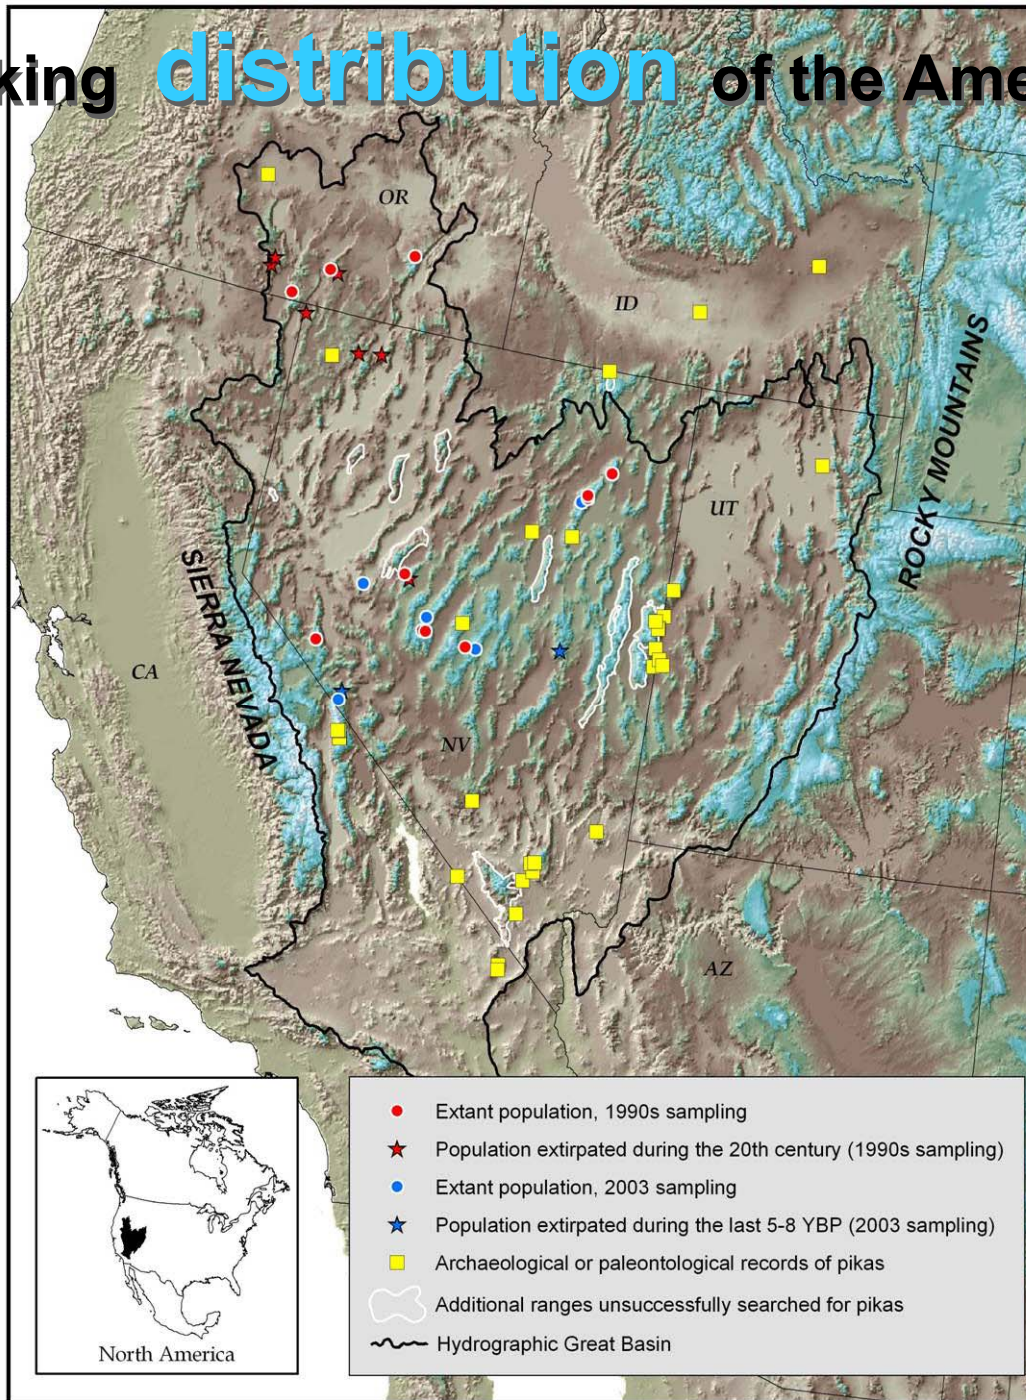 king distribution of the Ame
OR
ID
ROCKY MOUNTAINS
UT
SIERRA NEVADA
CA
NV
AZ
Extant population, 1990s sampling
Population extirpated during the 20th century (1990s sampling)
Extant population, 2003 sampling
Population extirpated during the last 5-8 YBP (2003 sampling)
Archaeological or paleontological records of pikas
Additional ranges unsuccessfully searched for pikas
Hydrographic Great Basin
North America